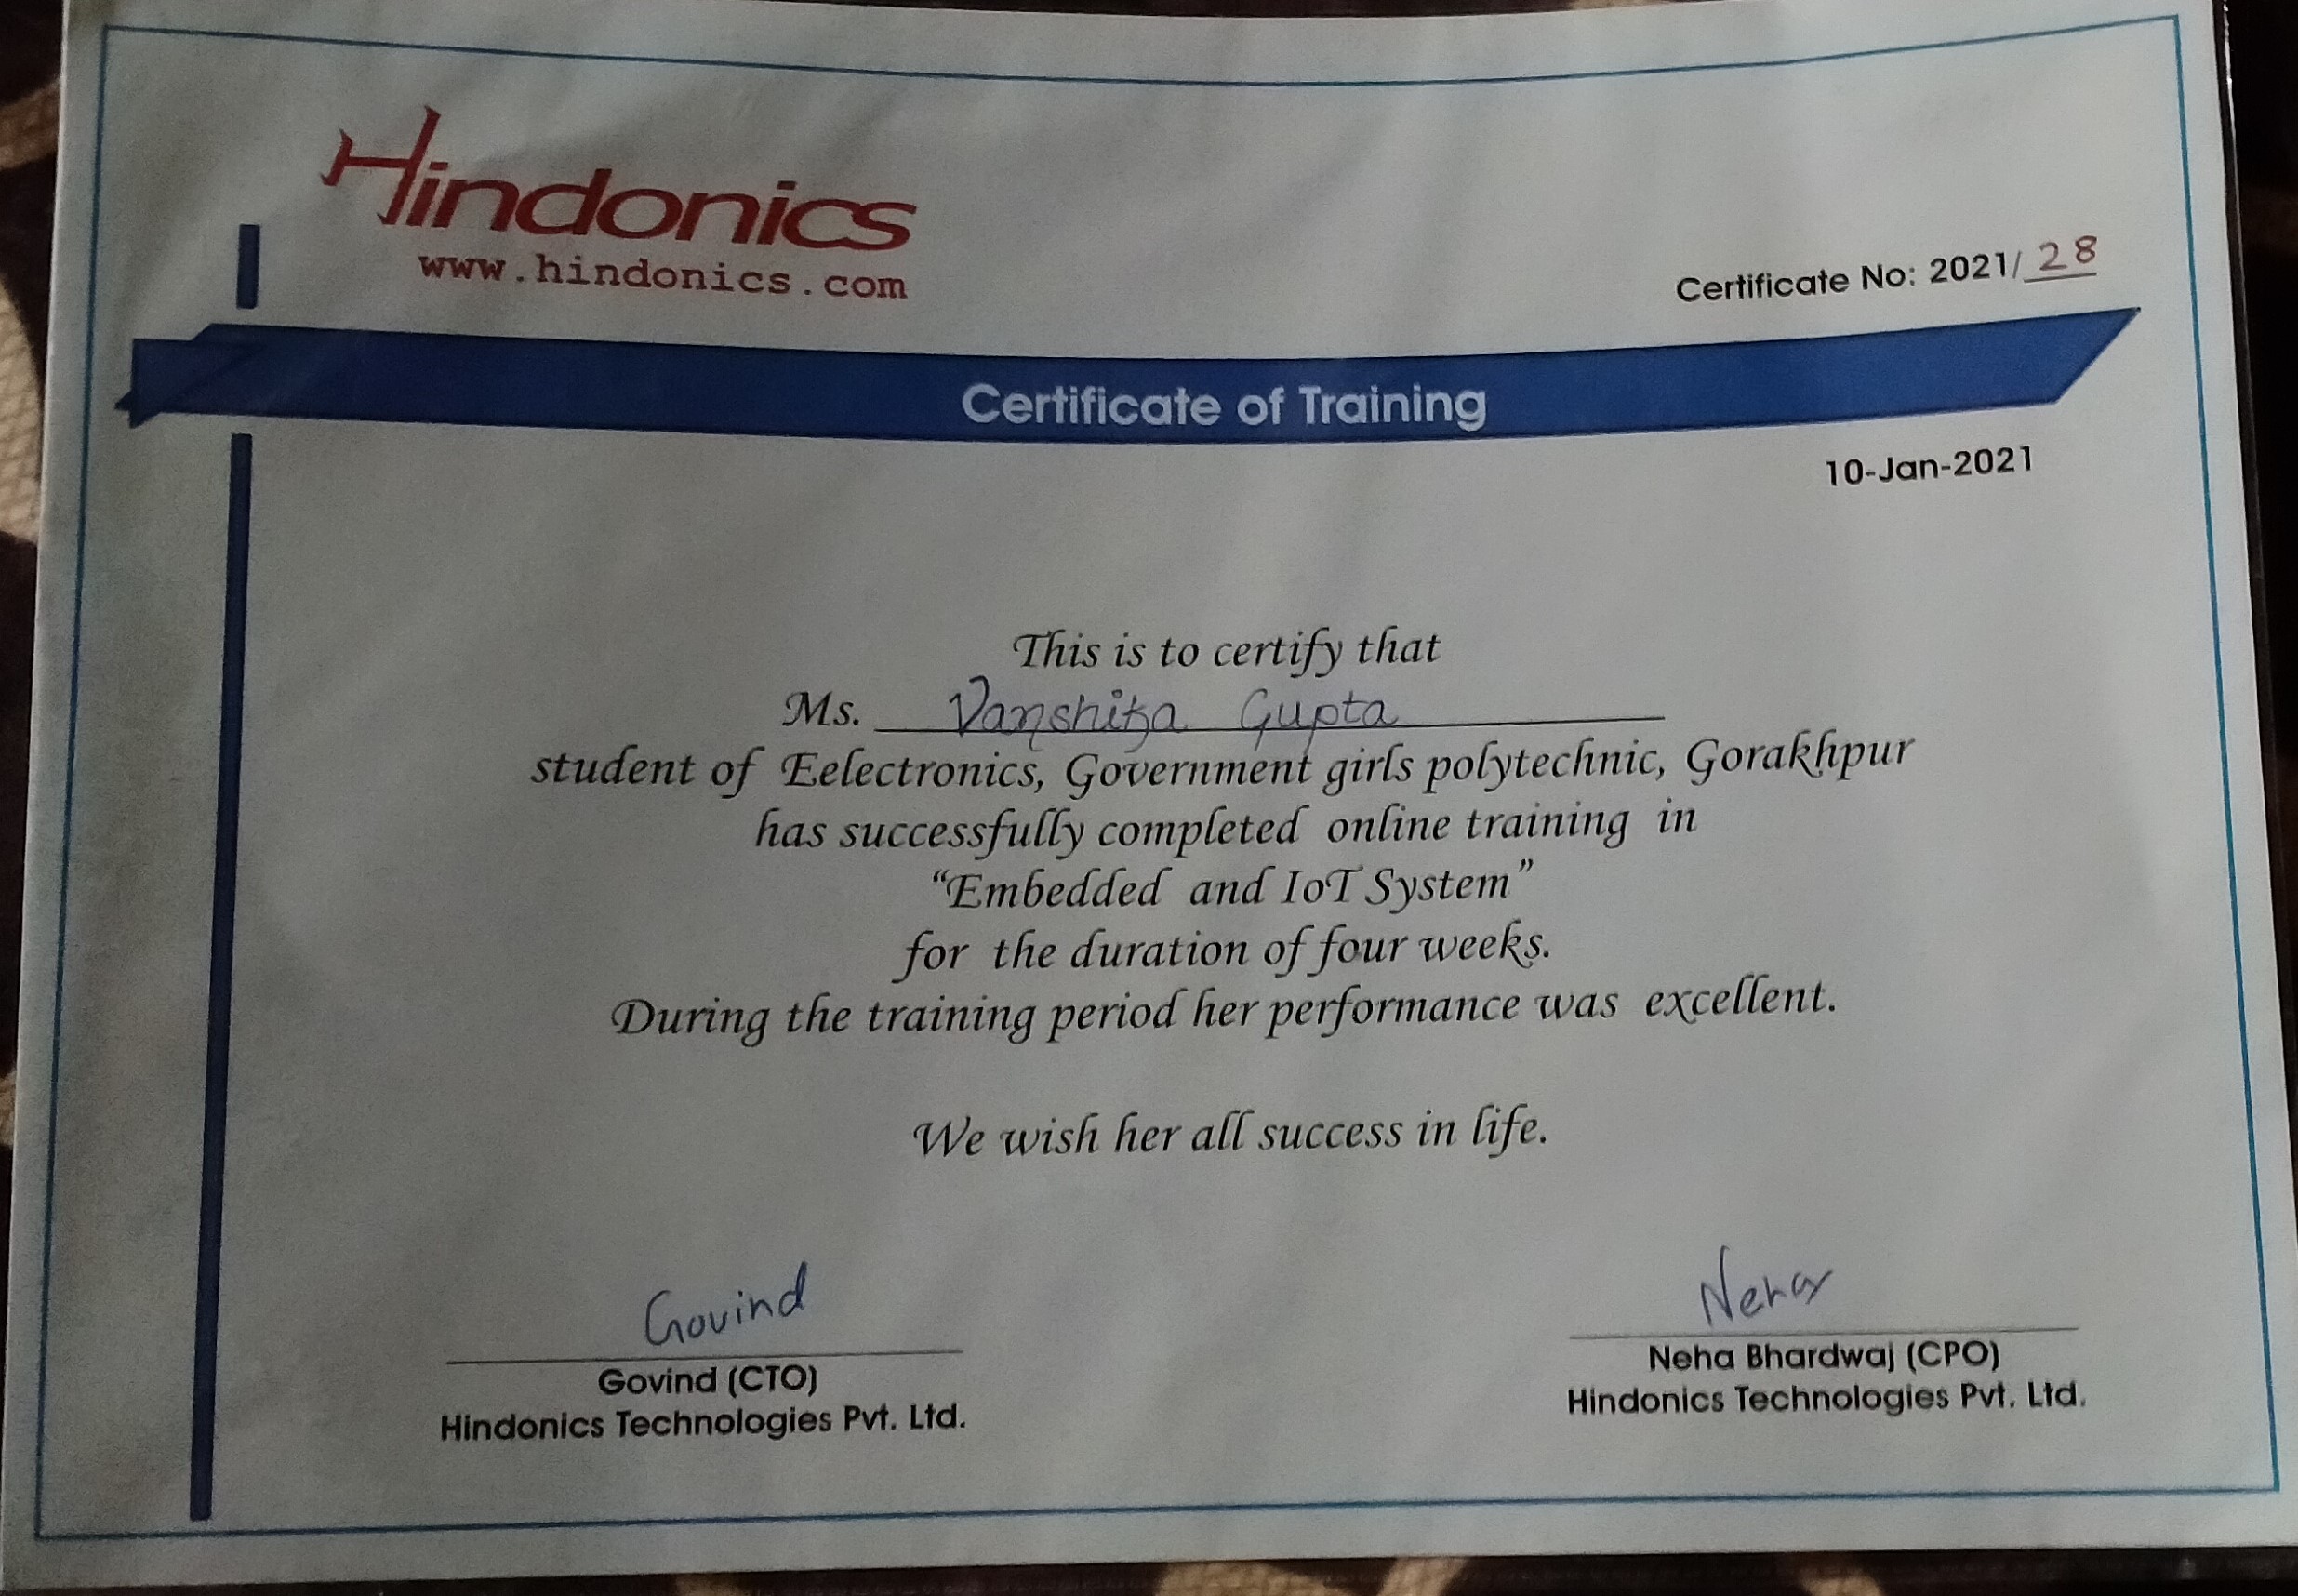 Hindonics
www.hindonics.com
Certificate No: 2021/ 28
Certificate of Training
10-Jan-2021
This is to certify that
Ms. Vanshika Gupta
student of Eelectronics, Government girls polytechnic, Gorakhpur
has successfully completed online training in
“Embedded and IoT System”
for the duration of four weeks.
During the training period her performance was excellent.
We wish her all success in life.
Govind
Govind (CTO)
Hindonics Technologies Pvt. Ltd.
Neha
Neha Bhardwaj (CPO)
Hindonics Technologies Pvt. Ltd.